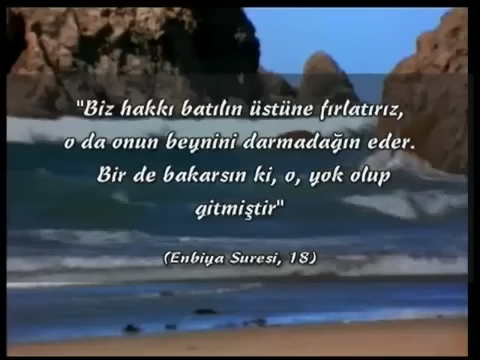 "Biz hakkı batılın üstüne fırlatırız,
o da onun beynini darmadağın eder.
Bir de bakarsın ki, o, yok olup
gitmiştir"
(Enbiya Suresi, 18)